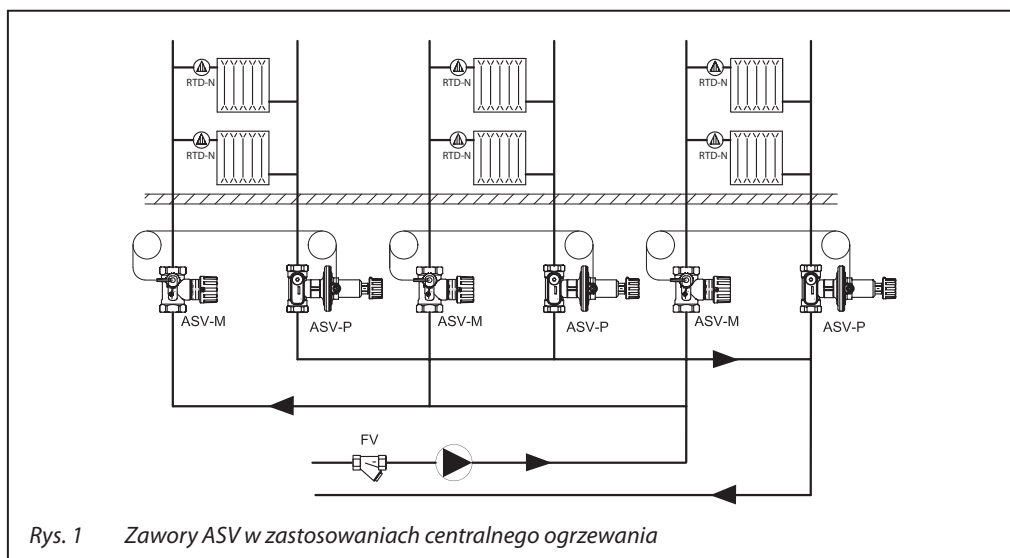 RTD-N RTD-N RTD-N
RTD-N RTD-N RTD-N
ASV-M ASV-P ASV-M ASV-P ASV-M ASV-P
FV
Rys. 1 Zawory ASV w zastosowaniach centralnego ogrzewania